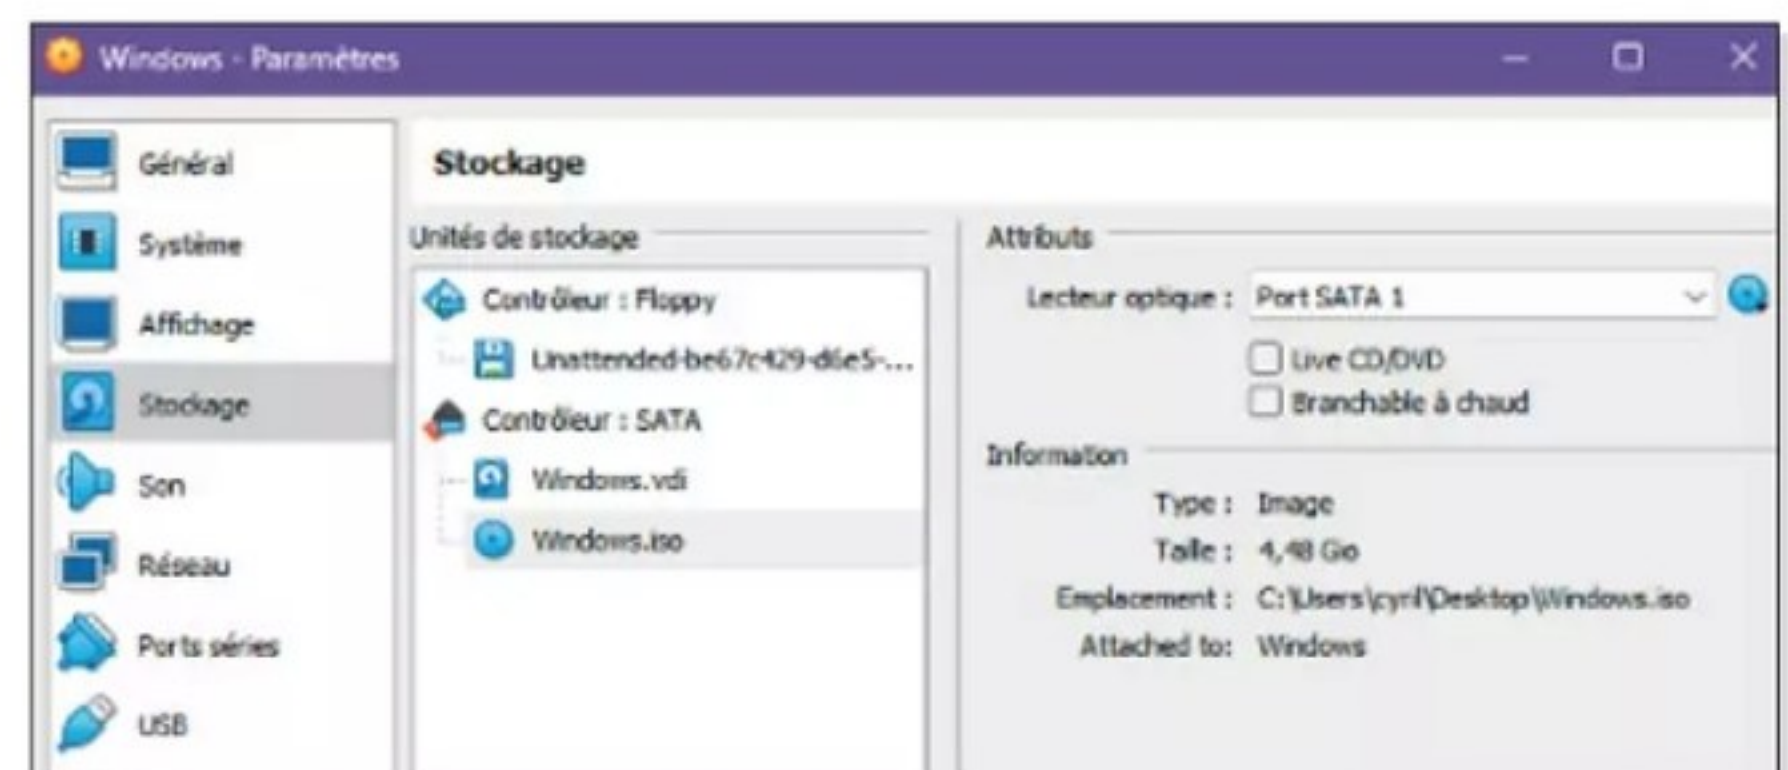 Windows - Paramètres
Général
Système
Affichage
Stockage
Son
Réseau
Ports séries
USB
Stockage
Unités de stockage
Contrôleur : Floppy
Unattended-be67c429-d6e5-...
Contrôleur : SATA
Windows.vdi
Windows.iso
Attributs
Lecteur optique : Port SATA 1
Live CD/DVD
Branchable à chaud
Information
Type : Image
Taille : 4,48 Gio
Emplacement : C:\Users\cyril\Desktop\Windows.iso
Attached to: Windows